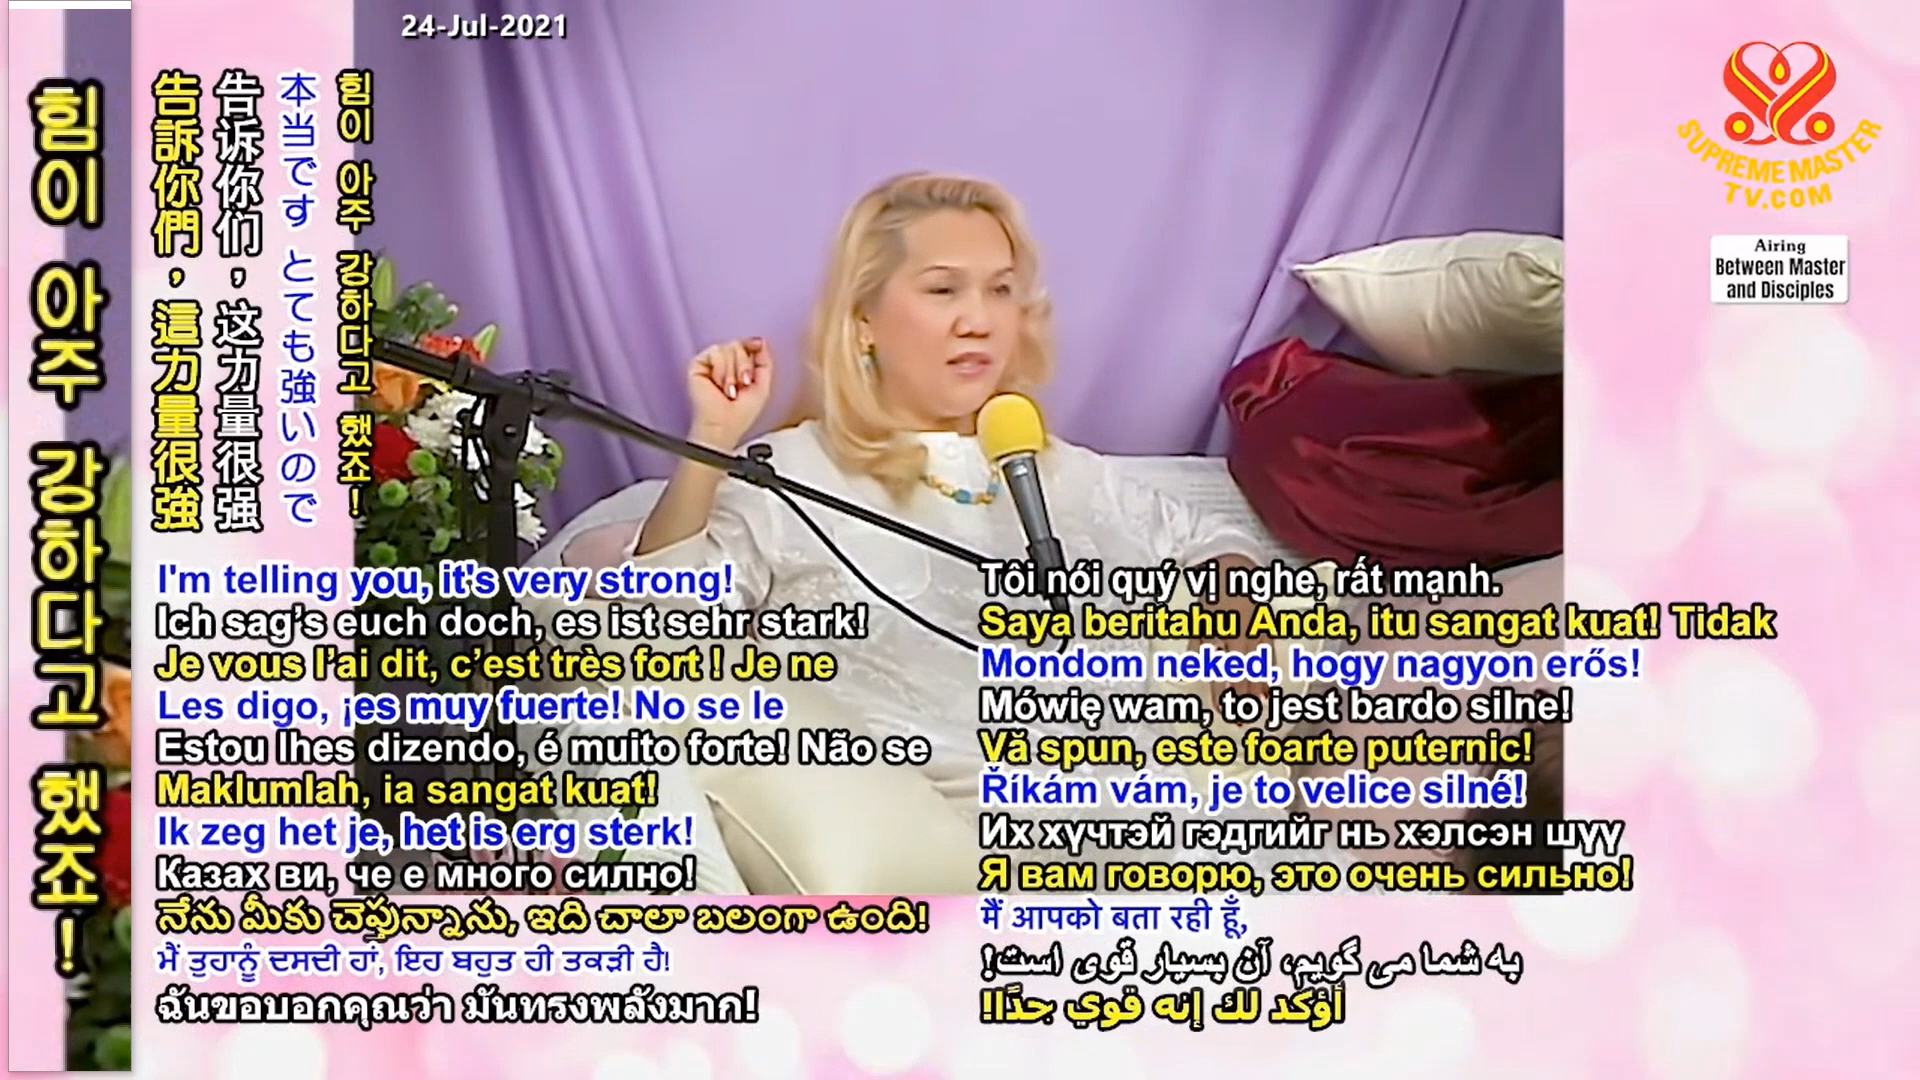 24-Jul-2021
SUPREME MASTER
TV.COM
Airing
Between Master
and Disciples
힘이 아주 강하다고 했죠!
告訴你們，這力量很強
告诉你们，这力量很强
本当です とても強いので
힘이 아주 강하다고 했죠!
I'm telling you, it's very strong!
Ich sag’s euch doch, es ist sehr stark!
Je vous l’ai dit, c’est très fort ! Je ne
Les digo, ¡es muy fuerte! No se le
Estou lhes dizendo, é muito forte! Não se
Maklumlah, ia sangat kuat!
Ik zeg het je, het is erg sterk!
Казах ви, че е много силно!
నేను మీకు చెప్తున్నాను, ఇది చాలా బలంగా ఉంది!
ਮੈਂ ਤੁਹਾਨੂੰ ਦਸਦੀ ਹਾਂ, ਇਹ ਬਹੁਤ ਹੀ ਤਕੜੀ ਹੈ!
ฉันขอบอกคุณว่า มันทรงพลังมาก!
Tôi nói quý vị nghe, rất mạnh.
Saya beritahu Anda, itu sangat kuat! Tidak
Mondom neked, hogy nagyon erős!
Mówię wam, to jest bardo silne!
Vă spun, este foarte puternic!
Říkám vám, je to velice silné!
Их хүчтэй гэдгийг нь хэлсэн шүү
Я вам говорю, это очень сильно!
मैं आपको बता रही हूँ,
به شما می گویم، آن بسیار قوی است!
أؤكد لك إنه قوي جدًا!!